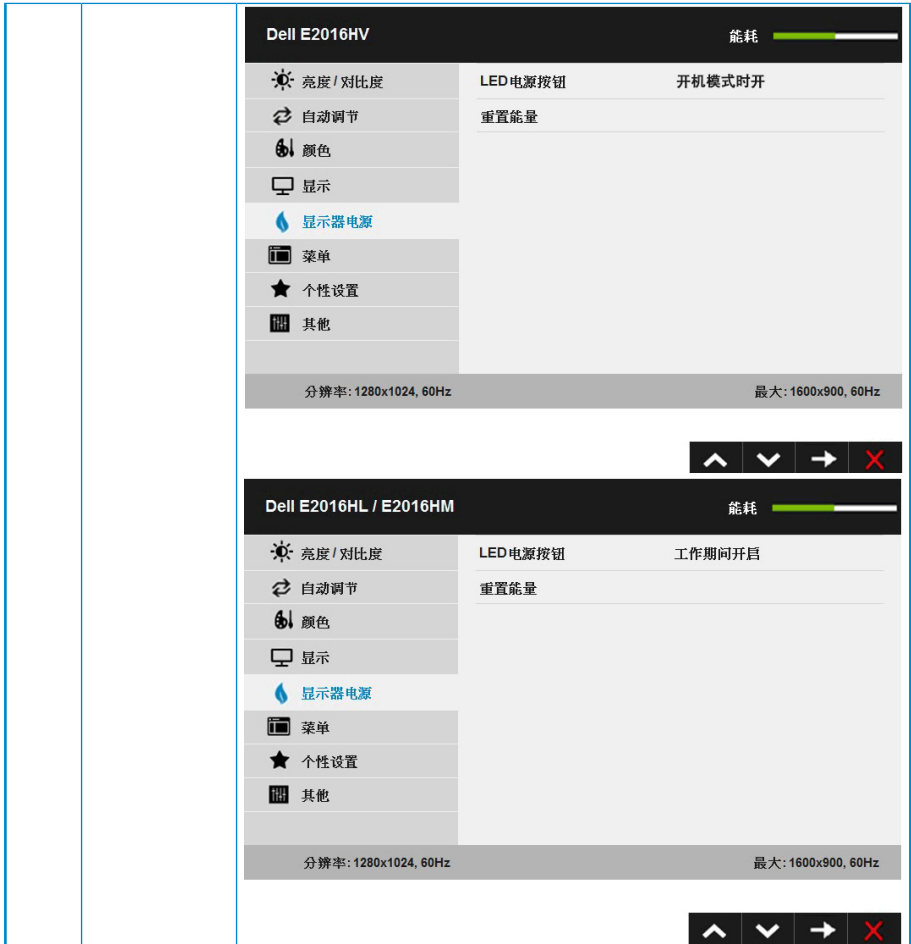 Dell E2016HV 能耗
亮度/对比度 LED电源按钮 开机模式时开
自动调节 重置能量
颜色
显示
显示器电源
菜单
个性设置
其他
分辨率: 1280x1024, 60Hz 最大: 1600x900, 60Hz
Dell E2016HL / E2016HM 能耗
亮度/对比度 LED电源按钮 工作期间开启
自动调节 重置能量
颜色
显示
显示器电源
菜单
个性设置
其他
分辨率: 1280x1024, 60Hz 最大: 1600x900, 60Hz